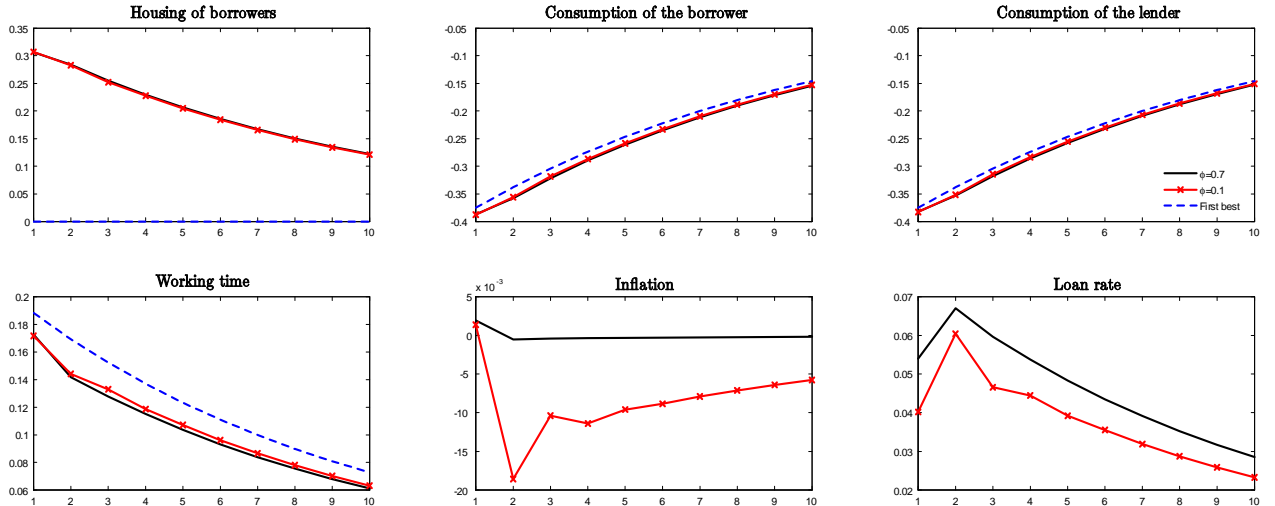 Housing of borrowers
0.35
0.3
0.25
0.2
0.15
0.1
0.05
0
1 2 3 4 5 6 7 8 9 10
Consumption of the borrower
-0.05
-0.1
-0.15
-0.2
-0.25
-0.3
-0.35
-0.4
1 2 3 4 5 6 7 8 9 10
Consumption of the lender
-0.05
-0.1
-0.15
-0.2
-0.25
-0.3
-0.35
-0.4
ϕ=0.7
ϕ=0.1
First best
1 2 3 4 5 6 7 8 9 10
Working time
0.2
0.18
0.16
0.14
0.12
0.1
0.08
0.06
1 2 3 4 5 6 7 8 9 10
Inflation
x 10⁻³
5
0
-5
-10
-15
-20
1 2 3 4 5 6 7 8 9 10
Loan rate
0.07
0.06
0.05
0.04
0.03
0.02
1 2 3 4 5 6 7 8 9 10